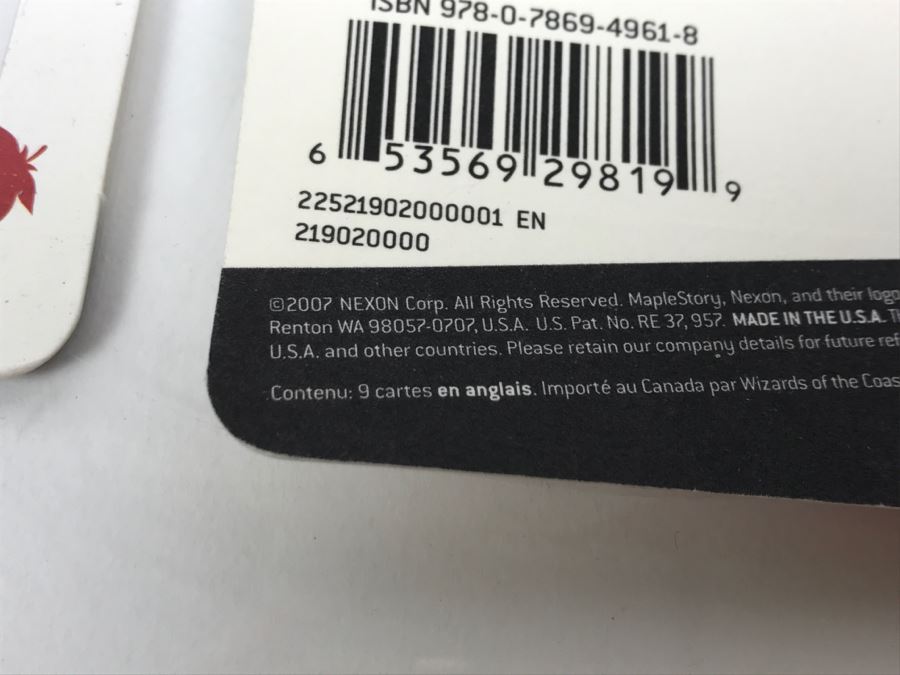 ISBN 978-0-7869-4961-8
6 53569 29819 9
22521902000001 EN
219020000
©2007 NEXON Corp. All Rights Reserved. MapleStory, Nexon, and their logo
Renton WA 98057-0707, U.S.A. U.S. Pat. No. RE 37, 957. MADE IN THE U.S.A.
U.S.A. and other countries. Please retain our company details for future ref
Contenu: 9 cartes en anglais. Importé au Canada par Wizards of the Coas